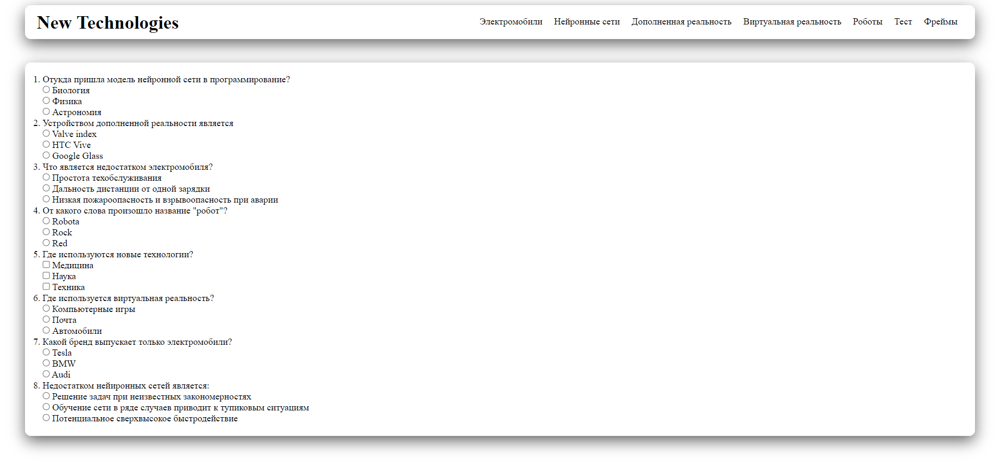 New Technologies
Электромобили Нейронные сети Дополненная реальность Виртуальная реальность Роботы Тест Фреймы
1. Отукда пришла модель нейронной сети в программирование?
Биология
Физика
Астрономия
2. Устройством дополненной реальности является
Valve index
HTC Vive
Google Glass
3. Что является недостатком электромобиля?
Простота техобслуживания
Дальность дистанции от одной зарядки
Низкая пожароопасность и взрывоопасность при аварии
4. От какого слова произошло название "робот"?
Robota
Rock
Red
5. Где используются новые технологии?
Медицина
Наука
Техника
6. Где используется виртуальная реальность?
Компьютерные игры
Почта
Автомобили
7. Какой бренд выпускает только электромобили?
Tesla
BMW
Audi
8. Недостатком нейиронных сетей является:
Решение задач при неизвестных закономерностях
Обучение сети в ряде случаев приводит к тупиковым ситуациям
Потенциальное сверхвысокое быстродействие